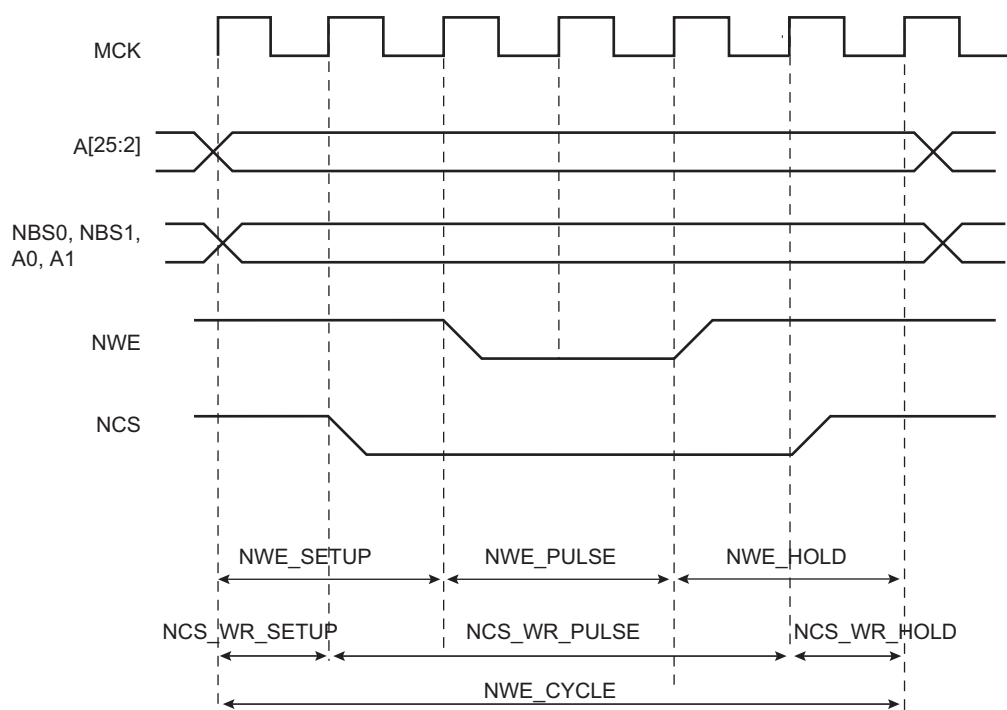 MCK
A[25:2]
NBS0, NBS1,
A0, A1
NWE
NCS
NWE_SETUP
NWE_PULSE
NWE_HOLD
NCS_WR_SETUP
NCS_WR_PULSE
NCS_WR_HOLD
NWE_CYCLE